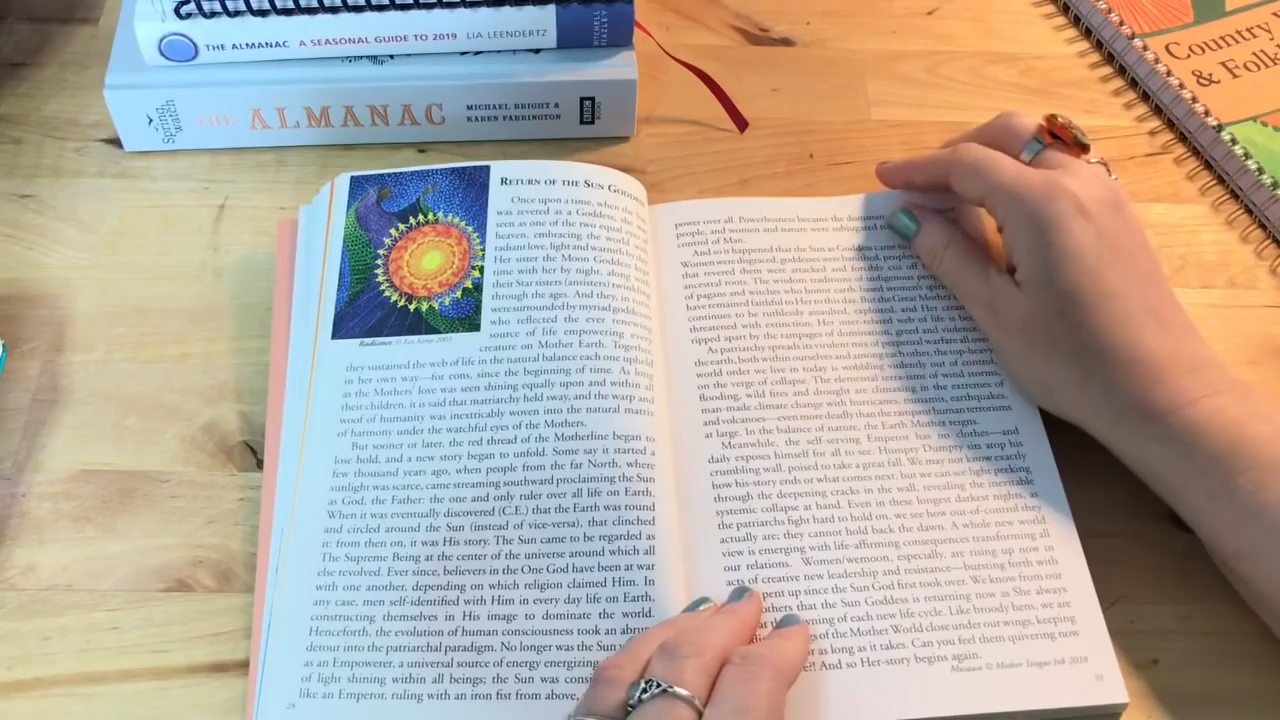 THE ALMANAC A SEASONAL GUIDE TO 2019 LIA LEENDERTZ MITCHELL BEAZLEY
Spring watch THE ALMANAC MICHAEL BRIGHT & KAREN FARRINGTON BBC BOOKS
Country
& Folk
RETURN OF THE SUN GODDESS
Once upon a time, when the Sun
was revered as a Goddess, she was
seen as one of the two equal eyes of
heaven, embracing the world with
radiant love, light and warmth by day.
Her sister the Moon Goddess kept
time with her by night, along with
their Star sisters (ansisters) twinkling
through the ages. And they, in turn,
were surrounded by myriad goddesses
who reflected the ever renewing
source of life empowering every
creature on Mother Earth. Together,
Radiance © Kas Kemp 2003
they sustained the web of life in the natural balance each one upheld
in her own way—for eons, since the beginning of time. As long
as the Mothers' love was seen shining equally upon and within all
their children, it is said that matriarchy held sway, and the warp and
woof of humanity was inextricably woven into the natural matrix
of harmony under the watchful eyes of the Mothers.
But sooner or later, the red thread of the Motherline began to
lose hold, and a new story began to unfold. Some say it started a
few thousand years ago, when people from the far North, where
sunlight was scarce, came streaming southward proclaiming the Sun
as God, the Father: the one and only ruler over all life on Earth.
When it was eventually discovered (C.E.) that the Earth was round
and circled around the Sun (instead of vice-versa), that clinched
it: from then on, it was His story. The Sun came to be regarded as
The Supreme Being at the center of the universe around which all
else revolved. Ever since, believers in the One God have been at war
with one another, depending on which religion claimed Him. In
any case, men self-identified with Him in every day life on Earth,
constructing themselves in His image to dominate the world.
Henceforth, the evolution of human consciousness took an abrupt
detour into the patriarchal paradigm. No longer was the Sun
as an Empowerer, a universal source of energy energizing
of light shining within all beings; the Sun was
like an Emperor, ruling with an iron fist from above,
28
power over all. Powerlessness became the
people, and women and nature were subjugated
control of Man.
And so it happened that the Sun as Goddess came
Women were disgraced, goddesses were banished, peoples
that revered them were attacked and forcibly cut off
ancestral roots. The wisdom traditions of indigenous
of pagans and witches who honor earth-based women's
have remained faithful to Her to this day. But the Great Mother
continues to be ruthlessly assaulted, exploited, and Her
threatened with extinction; Her inter-related web of life is
ripped apart by the rampages of domination, greed and violence.
As patriarchy spreads its virulent mix of perpetual warfare all over
the earth, both within ourselves and among each other, the top-heavy
world order we live in today is wobbling violently out of control,
on the verge of collapse. The elemental terra-isms of wind storms,
flooding, wild fires and drought are climaxing in the extremes of
man-made climate change with hurricanes, tsunamis, earthquakes,
and volcanoes—even more deadly than the rampant human terrorisms
at large. In the balance of nature, the Earth Mother reigns.
Meanwhile, the self-serving Emperor has no clothes—and
daily exposes himself for all to see. Humpty Dumpty sits atop his
crumbling wall, poised to take a great fall. We may not know exactly
how his-story ends or what comes next, but we can see light peeking
through the deepening cracks in the wall, revealing the inevitable
systemic collapse at hand. Even in these longest darkest nights, as
the patriarchs fight hard to hold on, we see how out-of-control they
actually are; they cannot hold back the dawn. A whole new world
view is emerging with life-affirming consequences transforming all
our relations. Women/wemoon, especially, are rising up now in
acts of creative new leadership and resistance—bursting forth with
pent up since the Sun God first took over. We know from our
that the Sun Goddess is returning now as She always
of each new life cycle. Like broody hens, we are
of the Mother World close under our wings, keeping
for as long as it takes. Can you feel them quivering now
And so Her-story begins again.
Musawa © Mother Tongue Ink 2018
29